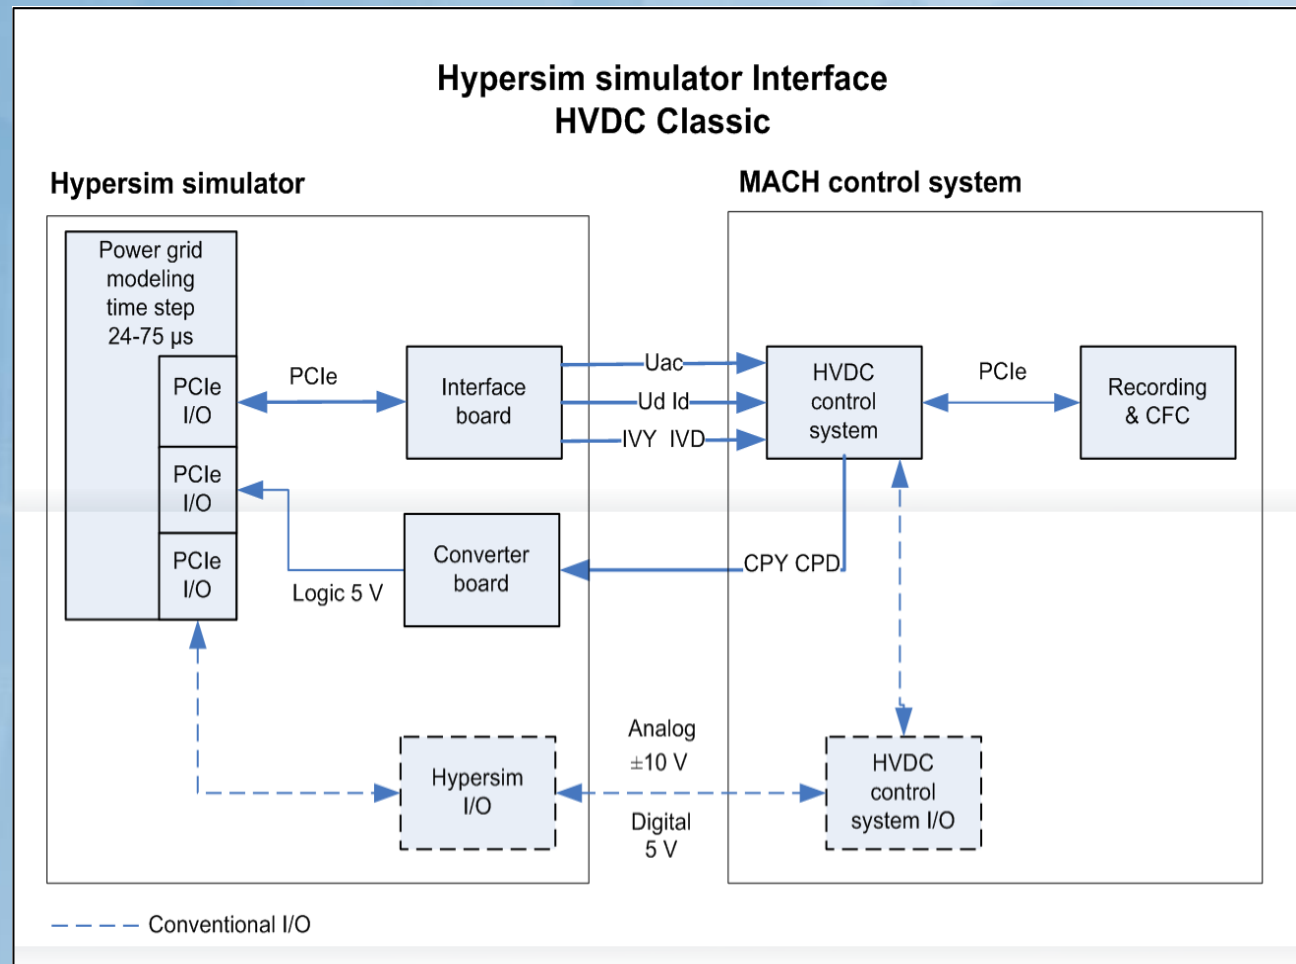 Hypersim simulator Interface
HVDC Classic
Hypersim simulator
MACH control system
Power grid
modeling
time step
24-75 µs
PCIe
I/O
PCIe
I/O
PCIe
I/O
PCIe
Interface
board
Uac
Ud Id
IVY IVD
HVDC
control
system
PCIe
Recording
& CFC
Logic 5 V
Converter
board
CPY CPD
Hypersim
I/O
Analog
±10 V
Digital
5 V
HVDC
control
system I/O
Conventional I/O